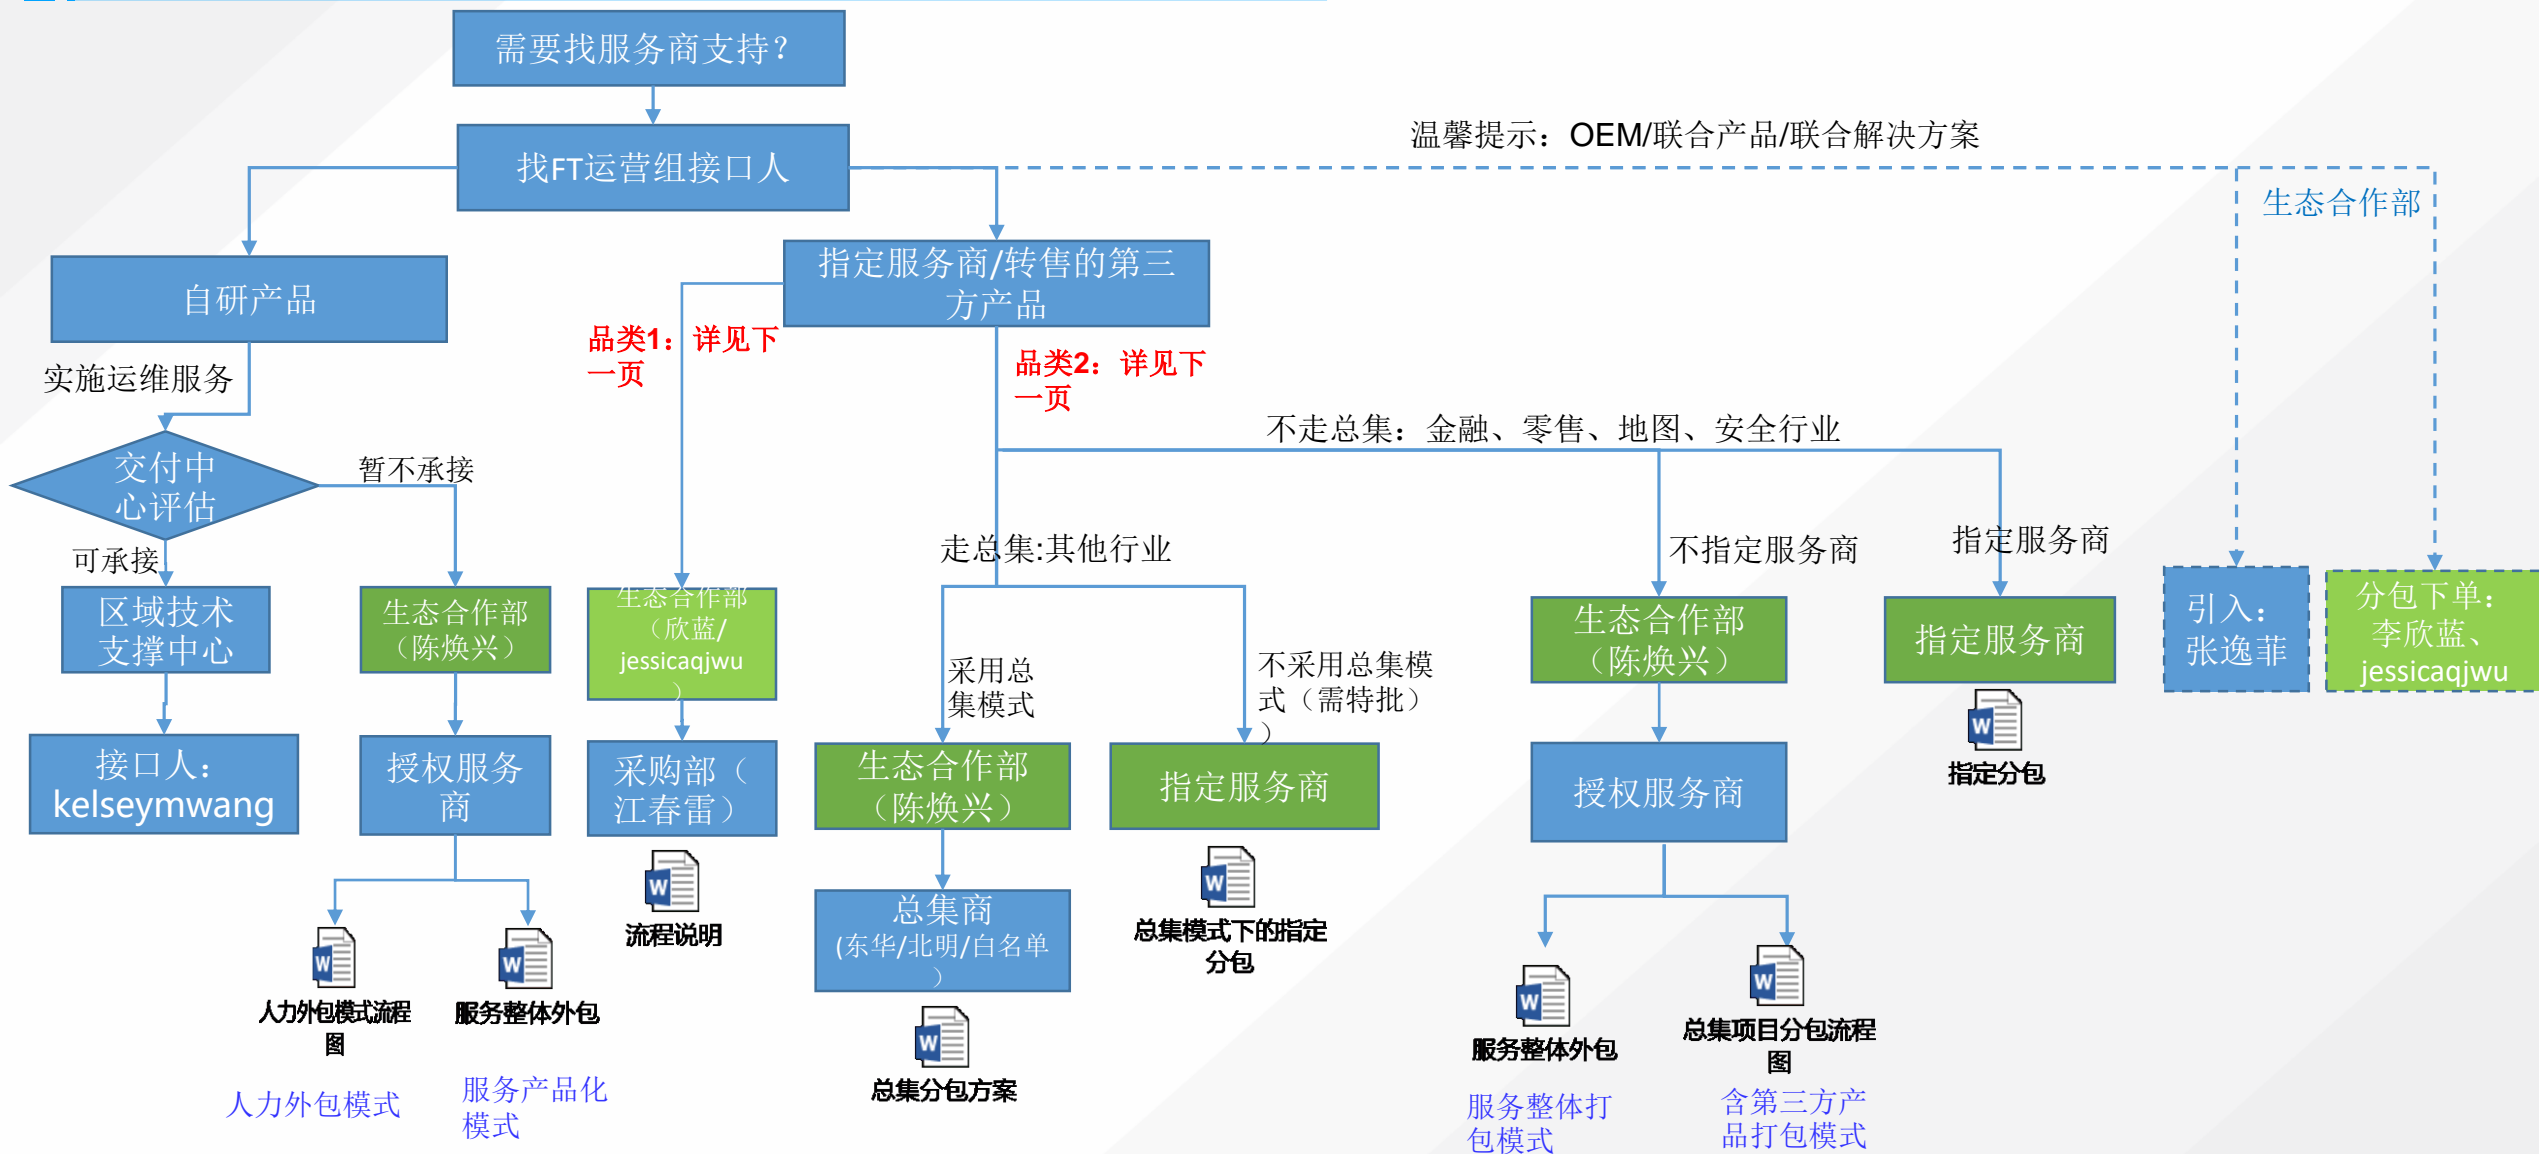 需要找服务商支持？
找FT运营组接口人
温馨提示：OEM/联合产品/联合解决方案
生态合作部
自研产品
指定服务商/转售的第三
方产品
品类1：详见下
一页
品类2：详见下
一页
实施运维服务
不走总集：金融、零售、地图、安全行业
交付中
心评估
暂不承接
可承接
走总集:其他行业
不指定服务商
指定服务商
区域技术
支撑中心
生态合作部
（陈焕兴）
生态合作部
（欣蓝/
jessicaqjwu
）
采用总
集模式
不采用总集模
式（需特批）
）
生态合作部
（陈焕兴）
指定服务商
引入：
张逸菲
分包下单：
李欣蓝、
jessicaqjwu
指定分包
接口人：
kelseymwang
授权服务
商
采购部（
江春雷）
生态合作部
（陈焕兴）
指定服务商
授权服务商
流程说明
总集商
(东华/北明/白名单
）
总集模式下的指定
分包
人力外包模式流程
图
服务整体外包
总集分包方案
服务整体外包
总集项目分包流程
图
人力外包模式
服务产品化
模式
服务整体打
包模式
含第三方产
品打包模式